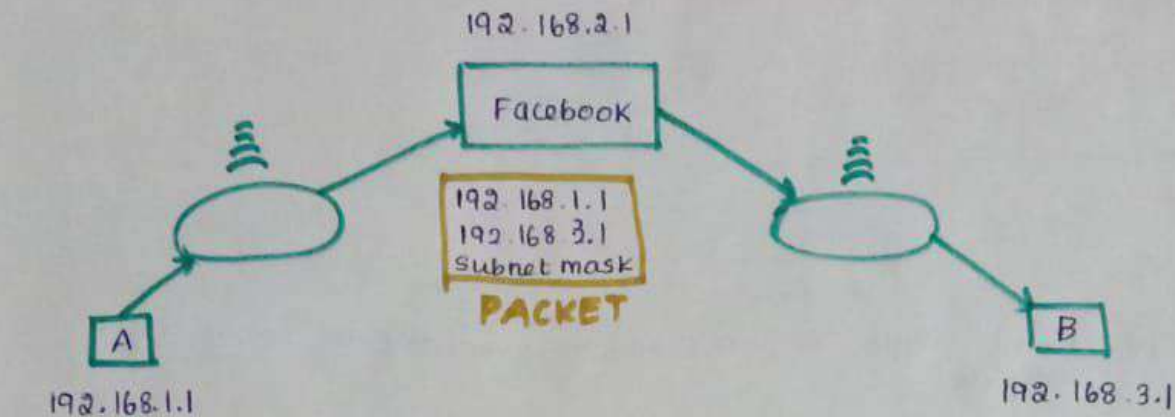 192.168.2.1
Facebook
192.168.1.1
192.168.3.1
subnet mask
PACKET
A
B
192.168.1.1
192.168.3.1